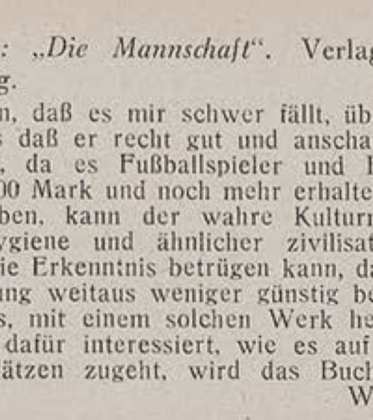 : „Die Mannschaft“. Verlag
g.
n, daß es mir schwer fällt, üb
s daß er recht gut und anscha
, da es Fußballspieler und
00 Mark und noch mehr erhalte
ben, kann der wahre Kultur
ygiene und ähnlicher zivilisat
ie Erkenntnis betrügen kann, da
ung weitaus weniger günstig be
s, mit einem solchen Werk he
dafür interessiert, wie es auf
ätzen zugeht, wird das Buch
W